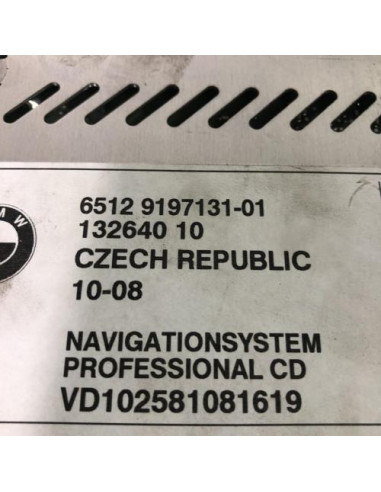 M W
6512 9197131-01
132640 10
CZECH REPUBLIC
10-08
NAVIGATIONSYSTEM
PROFESSIONAL CD
VD102581081619